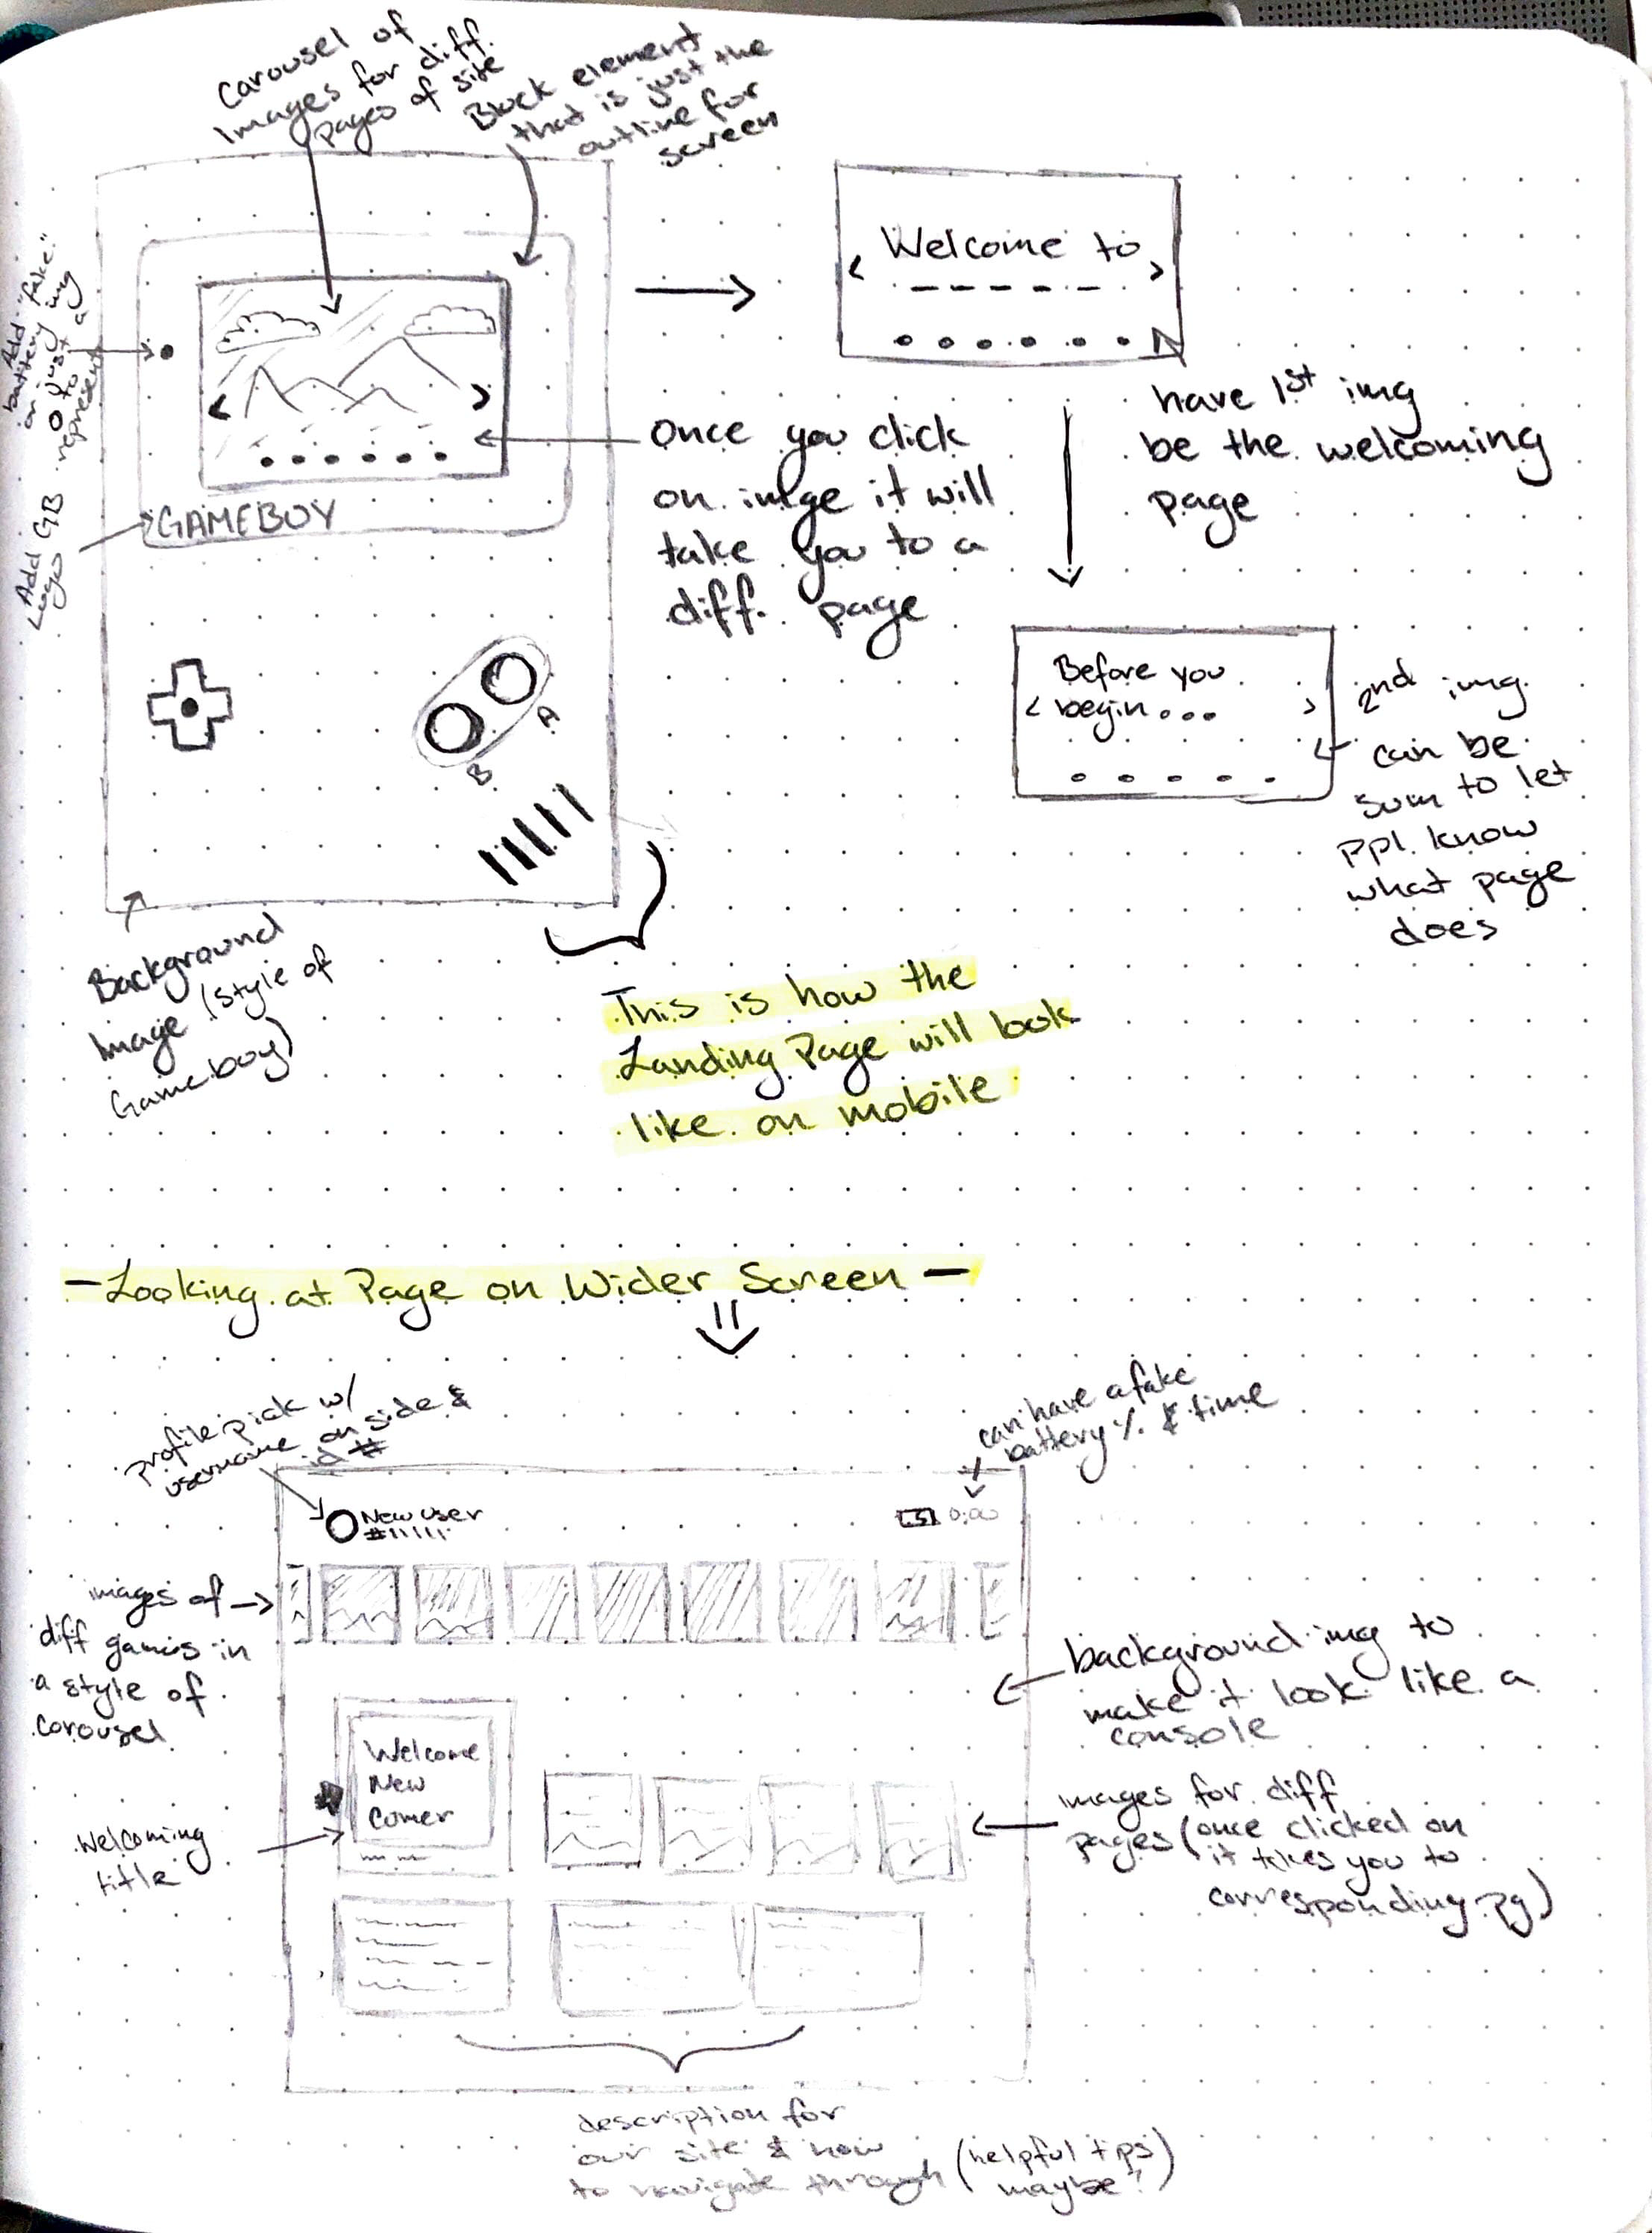 Carousel of
Images for diff.
pages of site
Block element
that is just the
outline for
screen
Add "fake"
battery img
or just a
o to
represent
Add GB
Logo
GAMEBOY
A
B
Background
Image (style of
Gameboy)
Welcome to
< >
once you click
on imge it will
take you to a
diff. page
have 1st img
be the welcoming
page
Before you
< begin... >
2nd img
can be
sum to let
ppl. know
what page
does
This is how the
Landing Page will look
like on mobile
- Looking at Page on Wider Screen -
profile pick w/
username on side &
id #
can have a fake
battery % & time
New user
#11111
0:00
images of
diff games in
a style of
corousel
background img to
make it look like a
console
Welcome
New
Comer
Welcoming
title
images for diff
pages (once clicked on
it takes you to
corresponding pg)
description for
our site & how
to navigate through (helpful tips
maybe?)